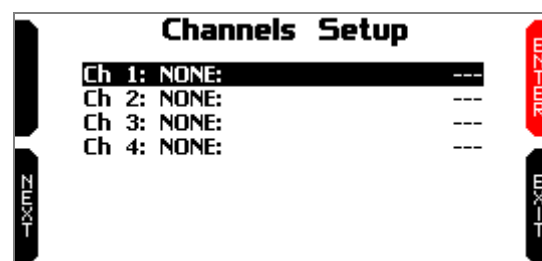 Channels Setup
Ch 1: NONE: ---
Ch 2: NONE: ---
Ch 3: NONE: ---
Ch 4: NONE: ---
ENTER
NEXT
EXIT